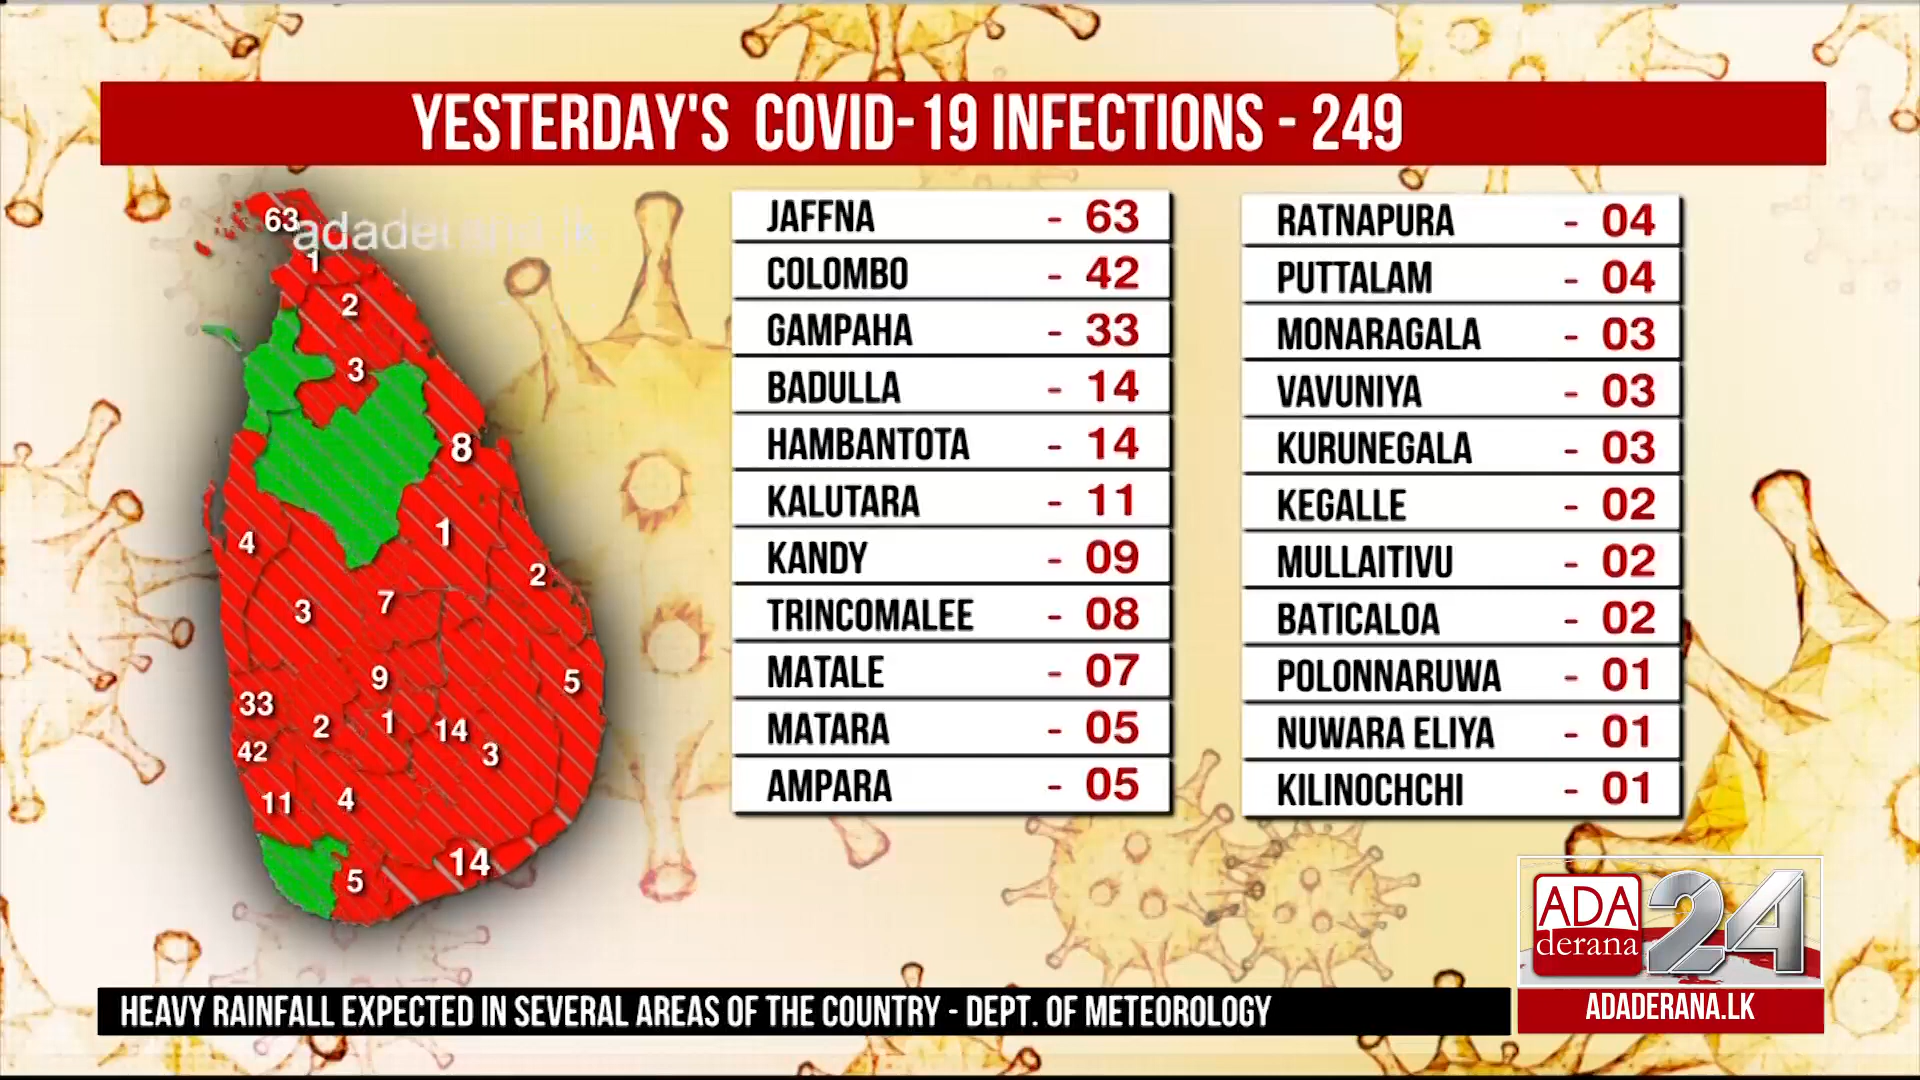 YESTERDAY'S COVID-19 INFECTIONS - 249
adaderana.lk
63
1
2
3
8
4
1
2
3
7
9
5
33
2
1
14
3
42
11
4
14
5
JAFFNA - 63
COLOMBO - 42
GAMPAHA - 33
BADULLA - 14
HAMBANTOTA - 14
KALUTARA - 11
KANDY - 09
TRINCOMALEE - 08
MATALE - 07
MATARA - 05
AMPARA - 05
RATNAPURA - 04
PUTTALAM - 04
MONARAGALA - 03
VAVUNIYA - 03
KURUNEGALA - 03
KEGALLE - 02
MULLAITIVU - 02
BATICALOA - 02
POLONNARUWA - 01
NUWARA ELIYA - 01
KILINOCHCHI - 01
ADA
derana
24
HEAVY RAINFALL EXPECTED IN SEVERAL AREAS OF THE COUNTRY - DEPT. OF METEOROLOGY
ADADERANA.LK